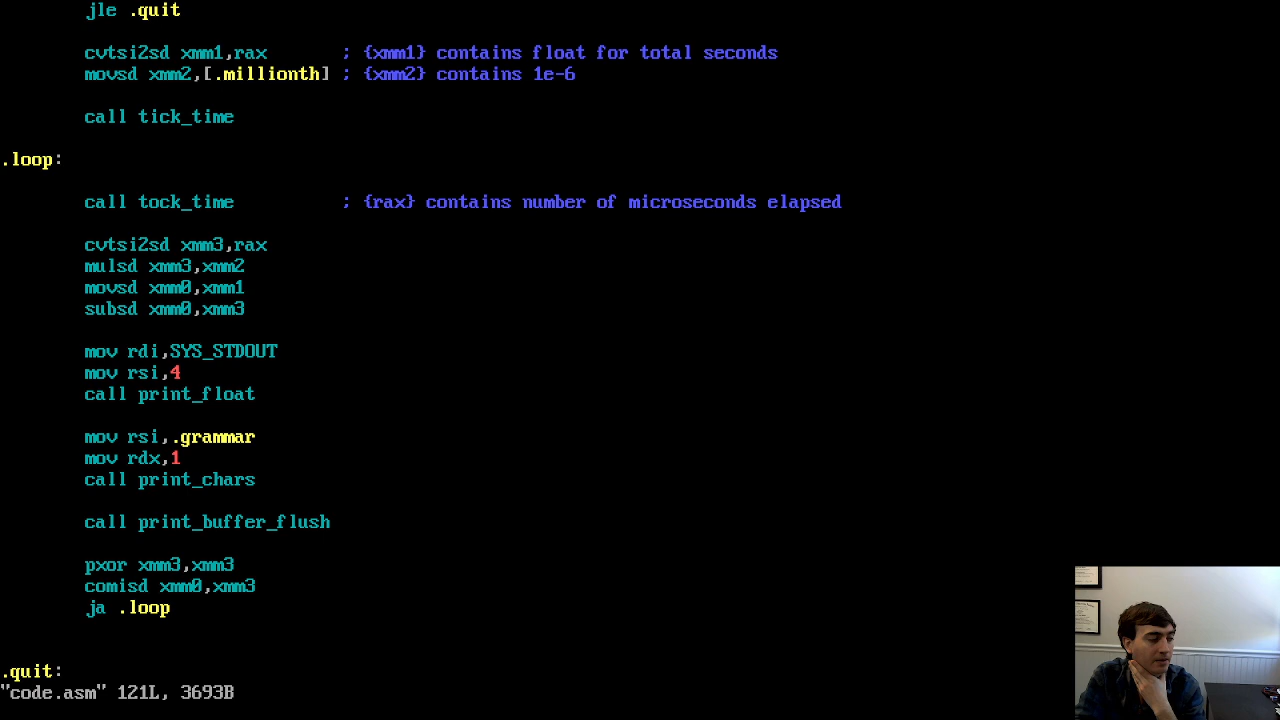 jle .quit
cvtsi2sd xmm1,rax ; {xmm1} contains float for total seconds
movsd xmm2,[.millionth] ; {xmm2} contains 1e-6
call tick_time
.loop:
call tock_time ; {rax} contains number of microseconds elapsed
cvtsi2sd xmm3,rax
mulsd xmm3,xmm2
movsd xmm0,xmm1
subsd xmm0,xmm3
mov rdi,SYS_STDOUT
mov rsi,4
call print_float
mov rsi,.grammar
mov rdx,1
call print_chars
call print_buffer_flush
pxor xmm3,xmm3
comisd xmm0,xmm3
ja .loop
.quit:
"code.asm" 121L, 3693B